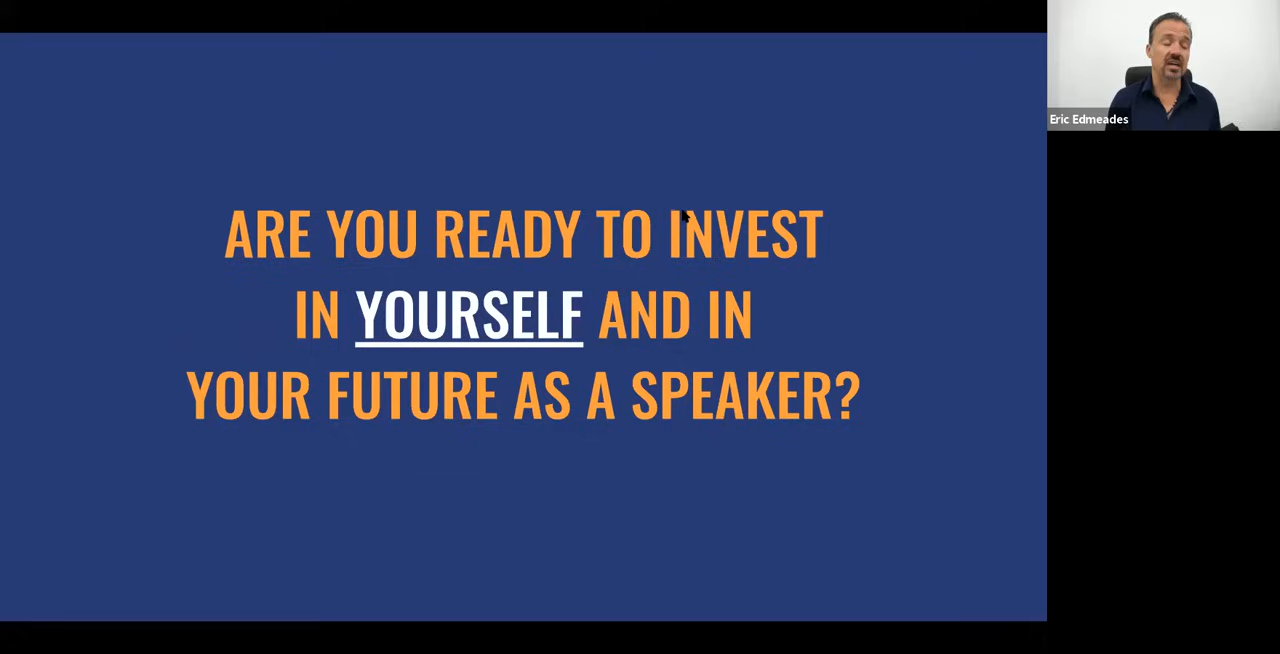 ARE YOU READY TO INVEST
IN YOURSELF AND IN
YOUR FUTURE AS A SPEAKER?
Eric Edmeades